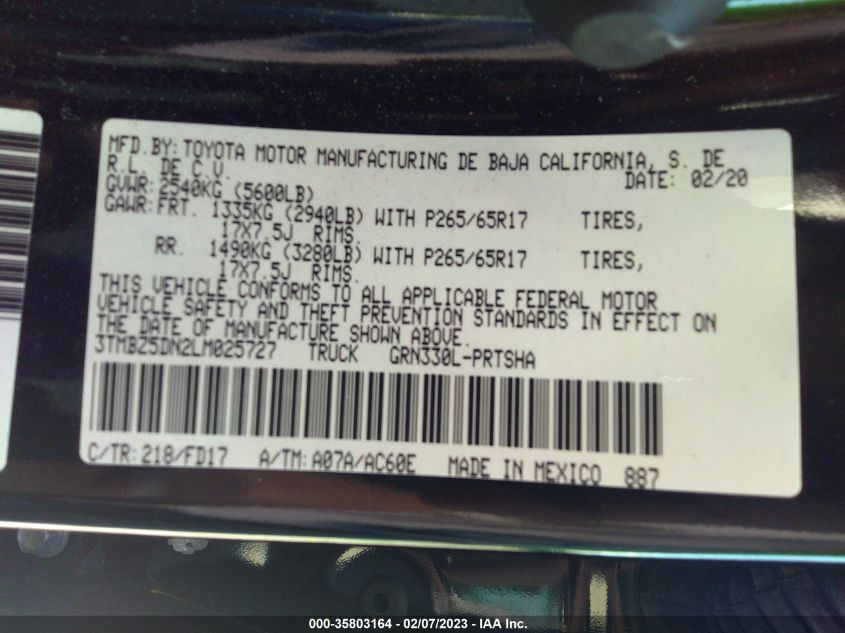 MFD.BY: TOYOTA MOTOR MANUFACTURING DE BAJA CALIFORNIA, S. DE
R.L. DE C.V. DATE: 02/20
GVWR: 2540KG (5600LB)
GAWR: FRT. 1335KG (2940LB) WITH P265/65R17 TIRES,
17X7.5J RIMS.
RR. 1490KG (3280LB) WITH P265/65R17 TIRES,
17X7.5J RIMS.
THIS VEHICLE CONFORMS TO ALL APPLICABLE FEDERAL MOTOR
VEHICLE SAFETY AND THEFT PREVENTION STANDARDS IN EFFECT ON
THE DATE OF MANUFACTURE SHOWN ABOVE.
3TMBZ5DN2LM025727 TRUCK GRN330L-PRTSHA
C/TR: 218/FD17 A/TM: A07A/AC60E MADE IN MEXICO 887
000-35803164 - 02/07/2023 - IAA Inc.